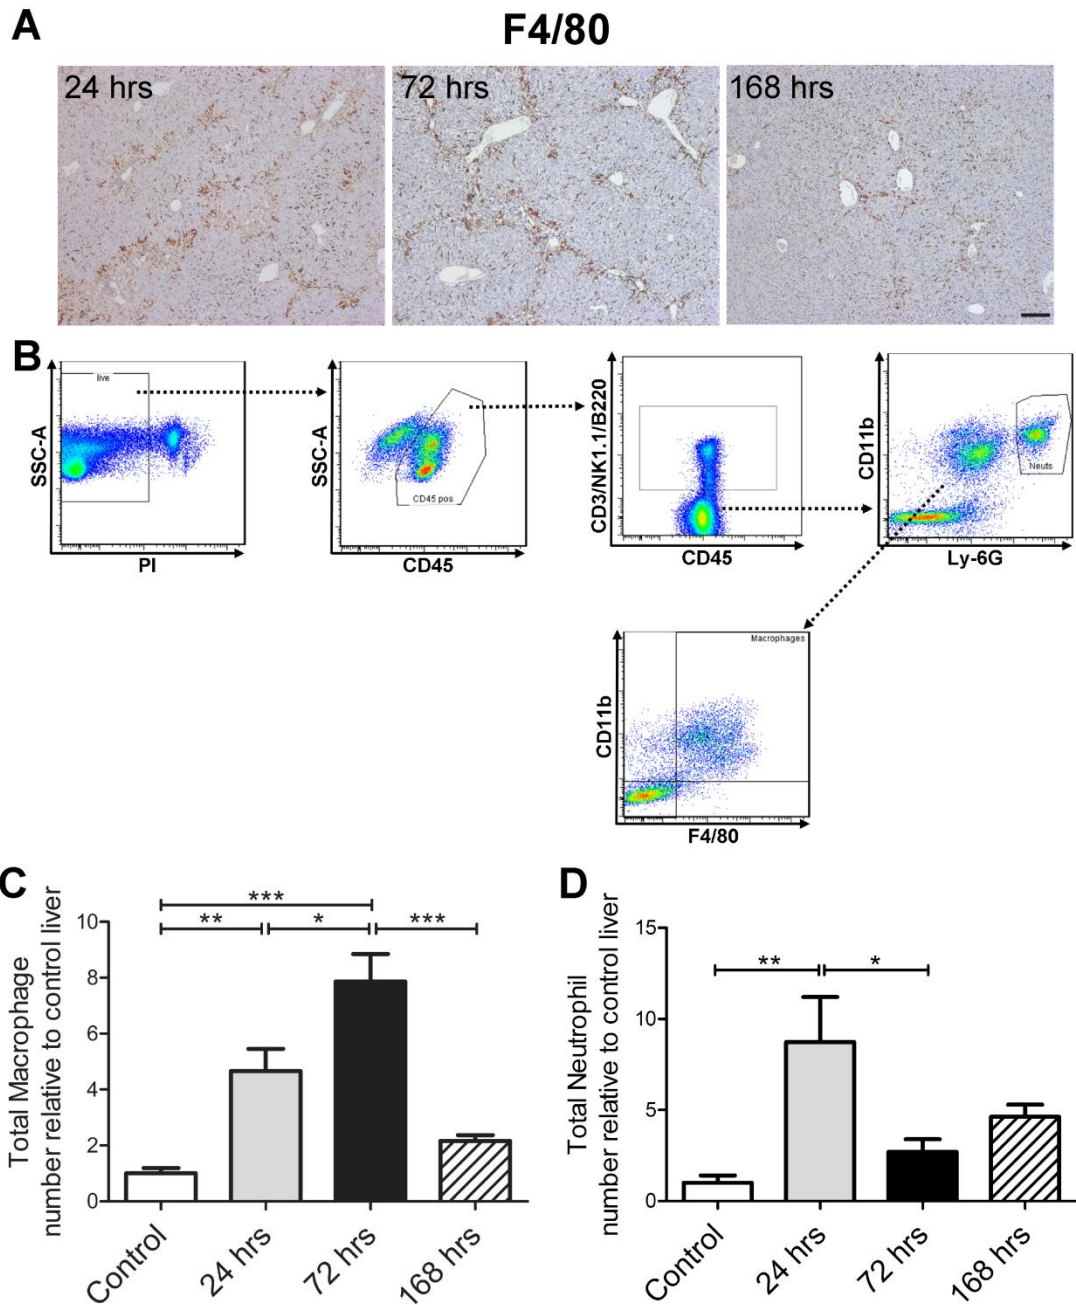 A
F4/80
24 hrs
72 hrs
168 hrs
B
live
SSC-A
PI
SSC-A
CD45 pos
CD45
CD3/NK1.1/B220
CD45
CD11b
Neuts
Ly-6G
Macrophages
CD11b
F4/80
C
Total Macrophage
number relative to control liver
10
8
6
4
2
0
***
** * ***
Control
24 hrs
72 hrs
168 hrs
D
Total Neutrophil
number relative to control liver
15
10
5
0
** *
Control
24 hrs
72 hrs
168 hrs